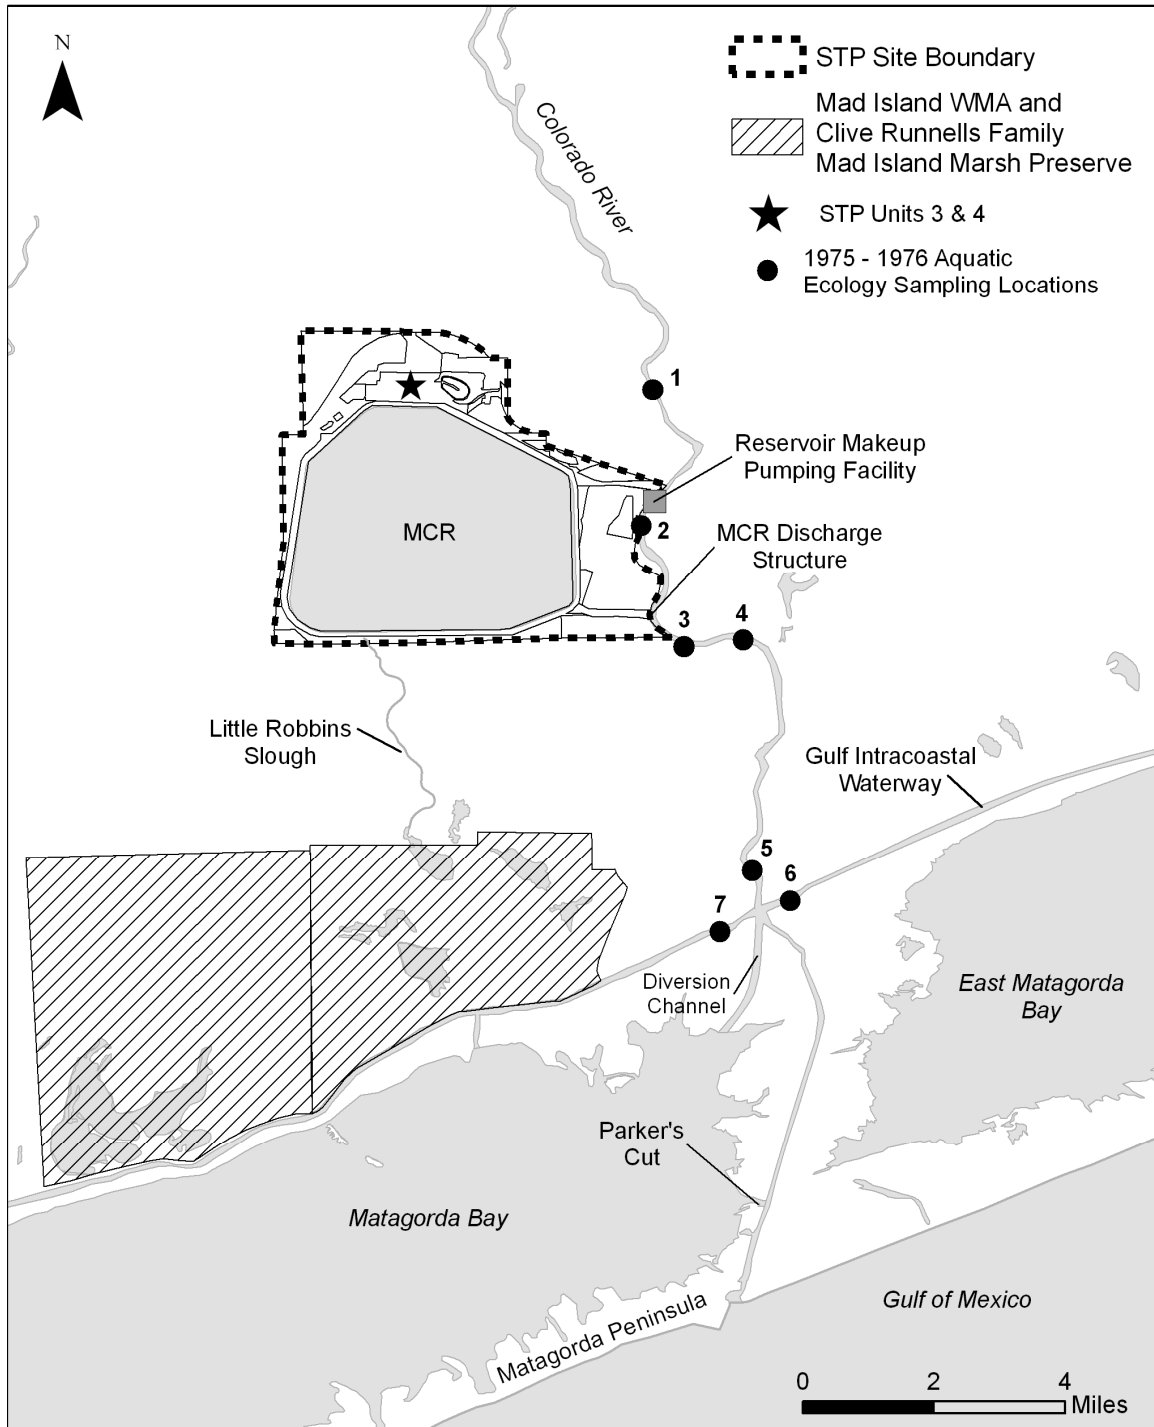 N
STP Site Boundary
Mad Island WMA and
Clive Runnells Family
Mad Island Marsh Preserve
STP Units 3 & 4
1975 - 1976 Aquatic
Ecology Sampling Locations
Colorado River
1
Reservoir Makeup
Pumping Facility
MCR
2
MCR Discharge
Structure
3
4
Little Robbins
Slough
Gulf Intracoastal
Waterway
5
6
7
Diversion
Channel
East Matagorda
Bay
Parker's
Cut
Matagorda Bay
Gulf of Mexico
Matagorda Peninsula
0
2
4
Miles